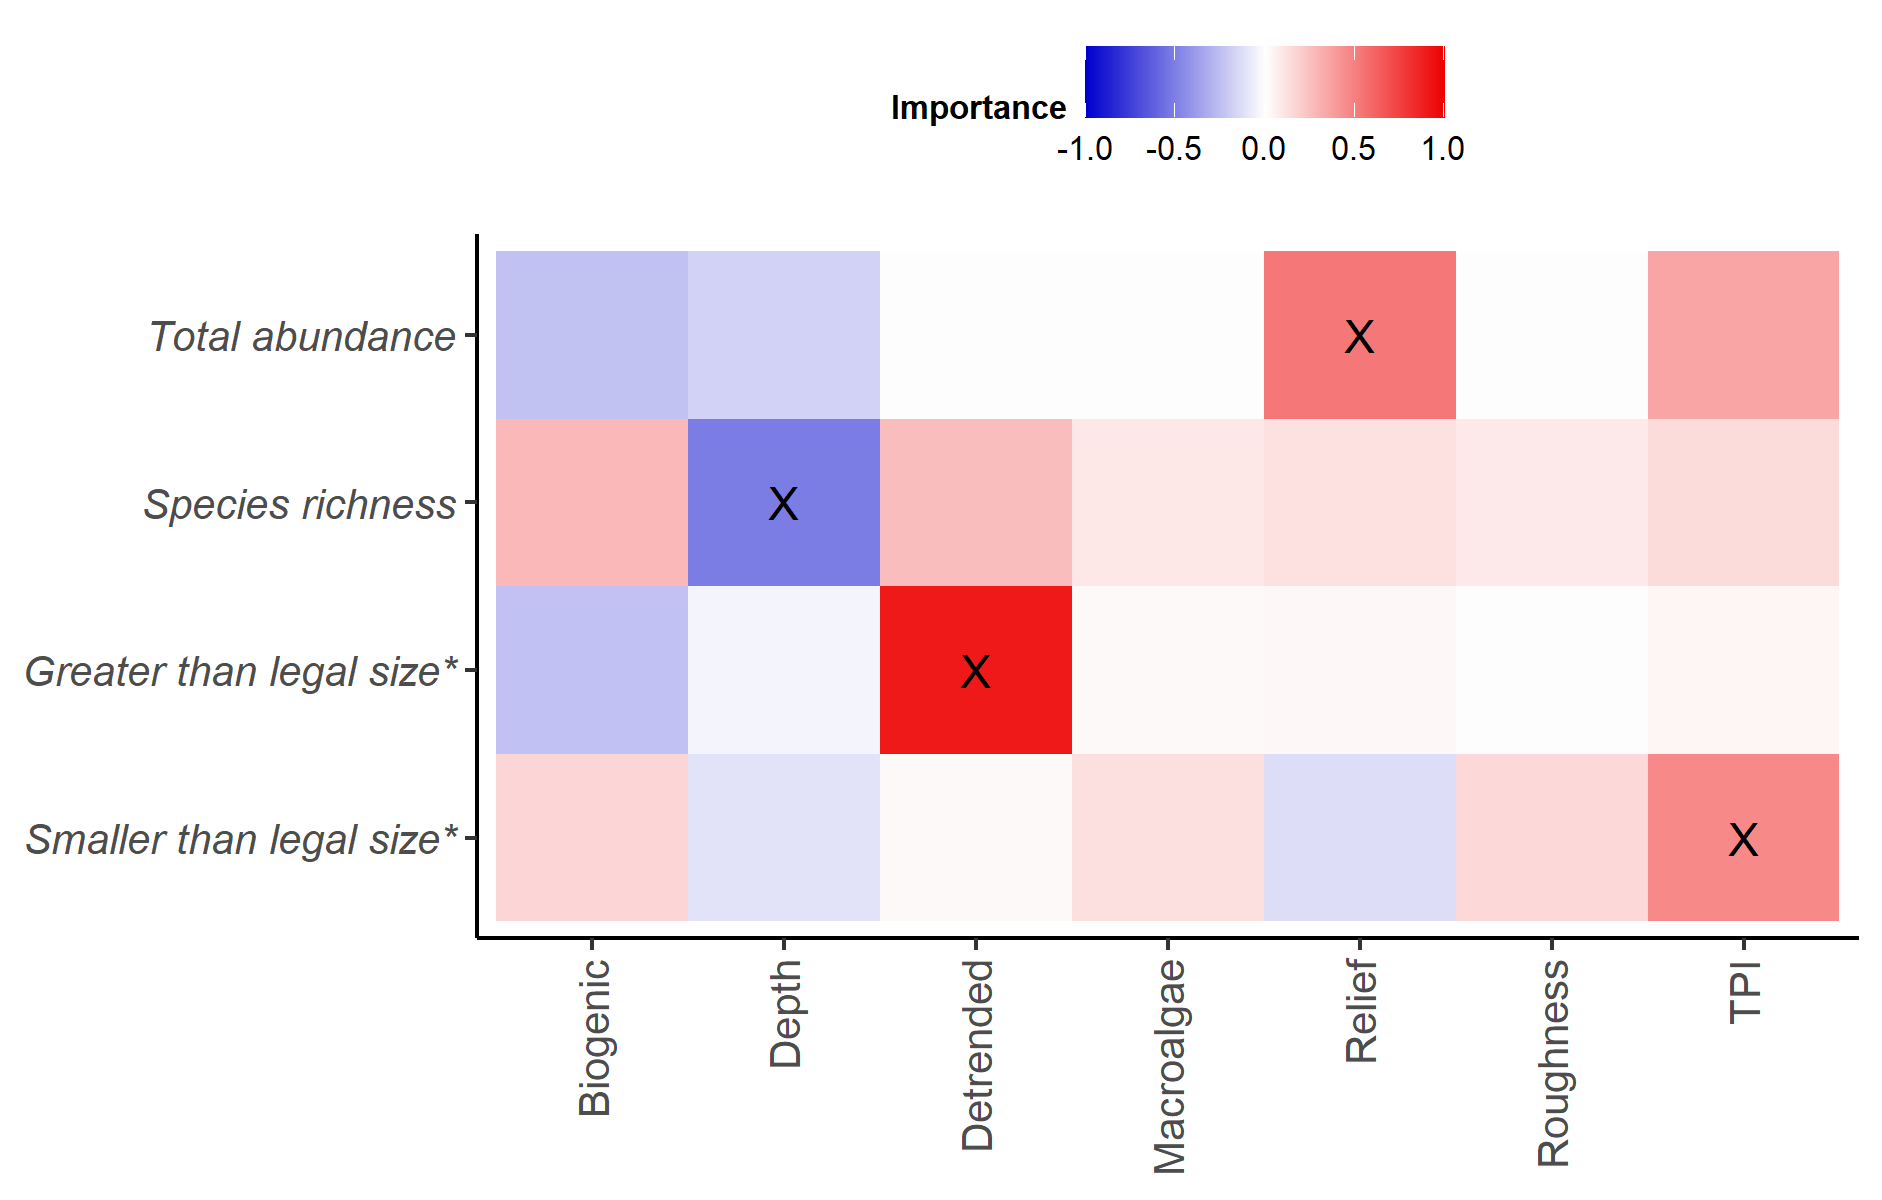 Importance
-1.0 -0.5 0.0 0.5 1.0
Total abundance
X
Species richness
X
Greater than legal size*
X
Smaller than legal size*
X
Biogenic
Depth
Detrended
Macroalgae
Relief
Roughness
TPI